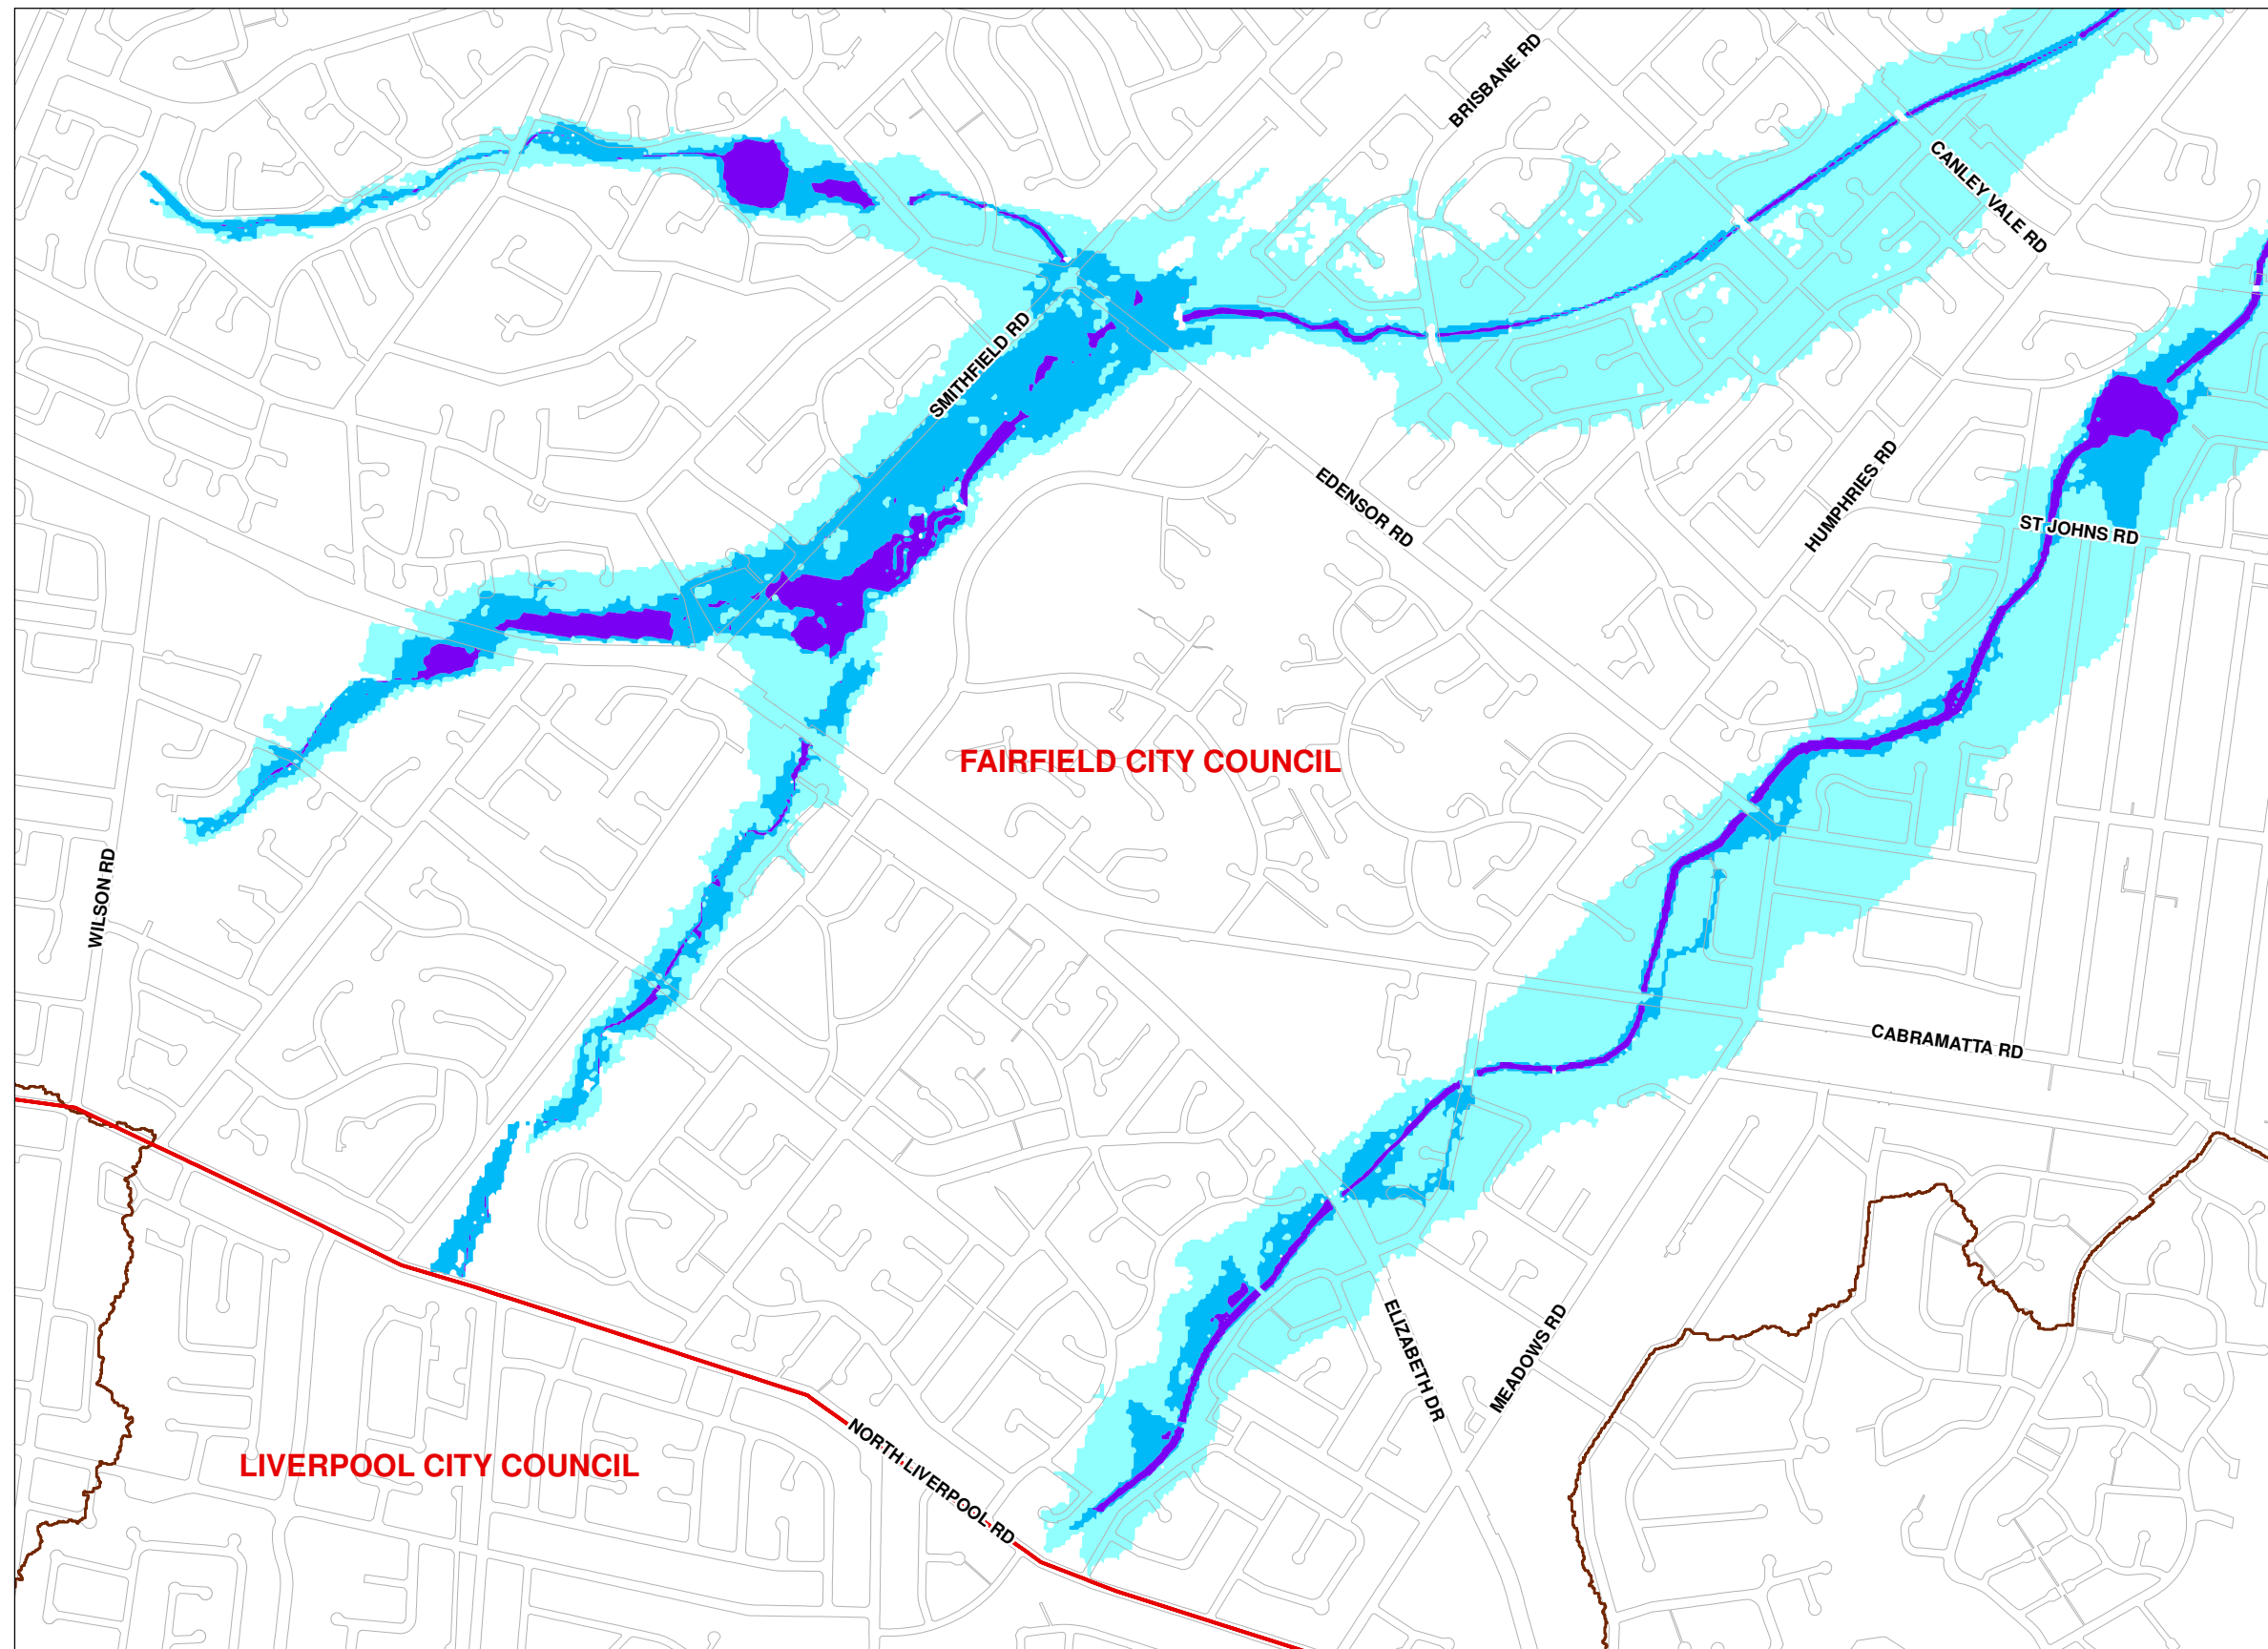 BRISBANE RD
CANLEY VALE RD
SMITHFIELD RD
EDENSOR RD
HUMPHRIES RD
ST JOHNS RD
FAIRFIELD CITY COUNCIL
WILSON RD
CABRAMATTA RD
ELIZABETH DR
MEADOWS RD
NORTH LIVERPOOL RD
LIVERPOOL CITY COUNCIL